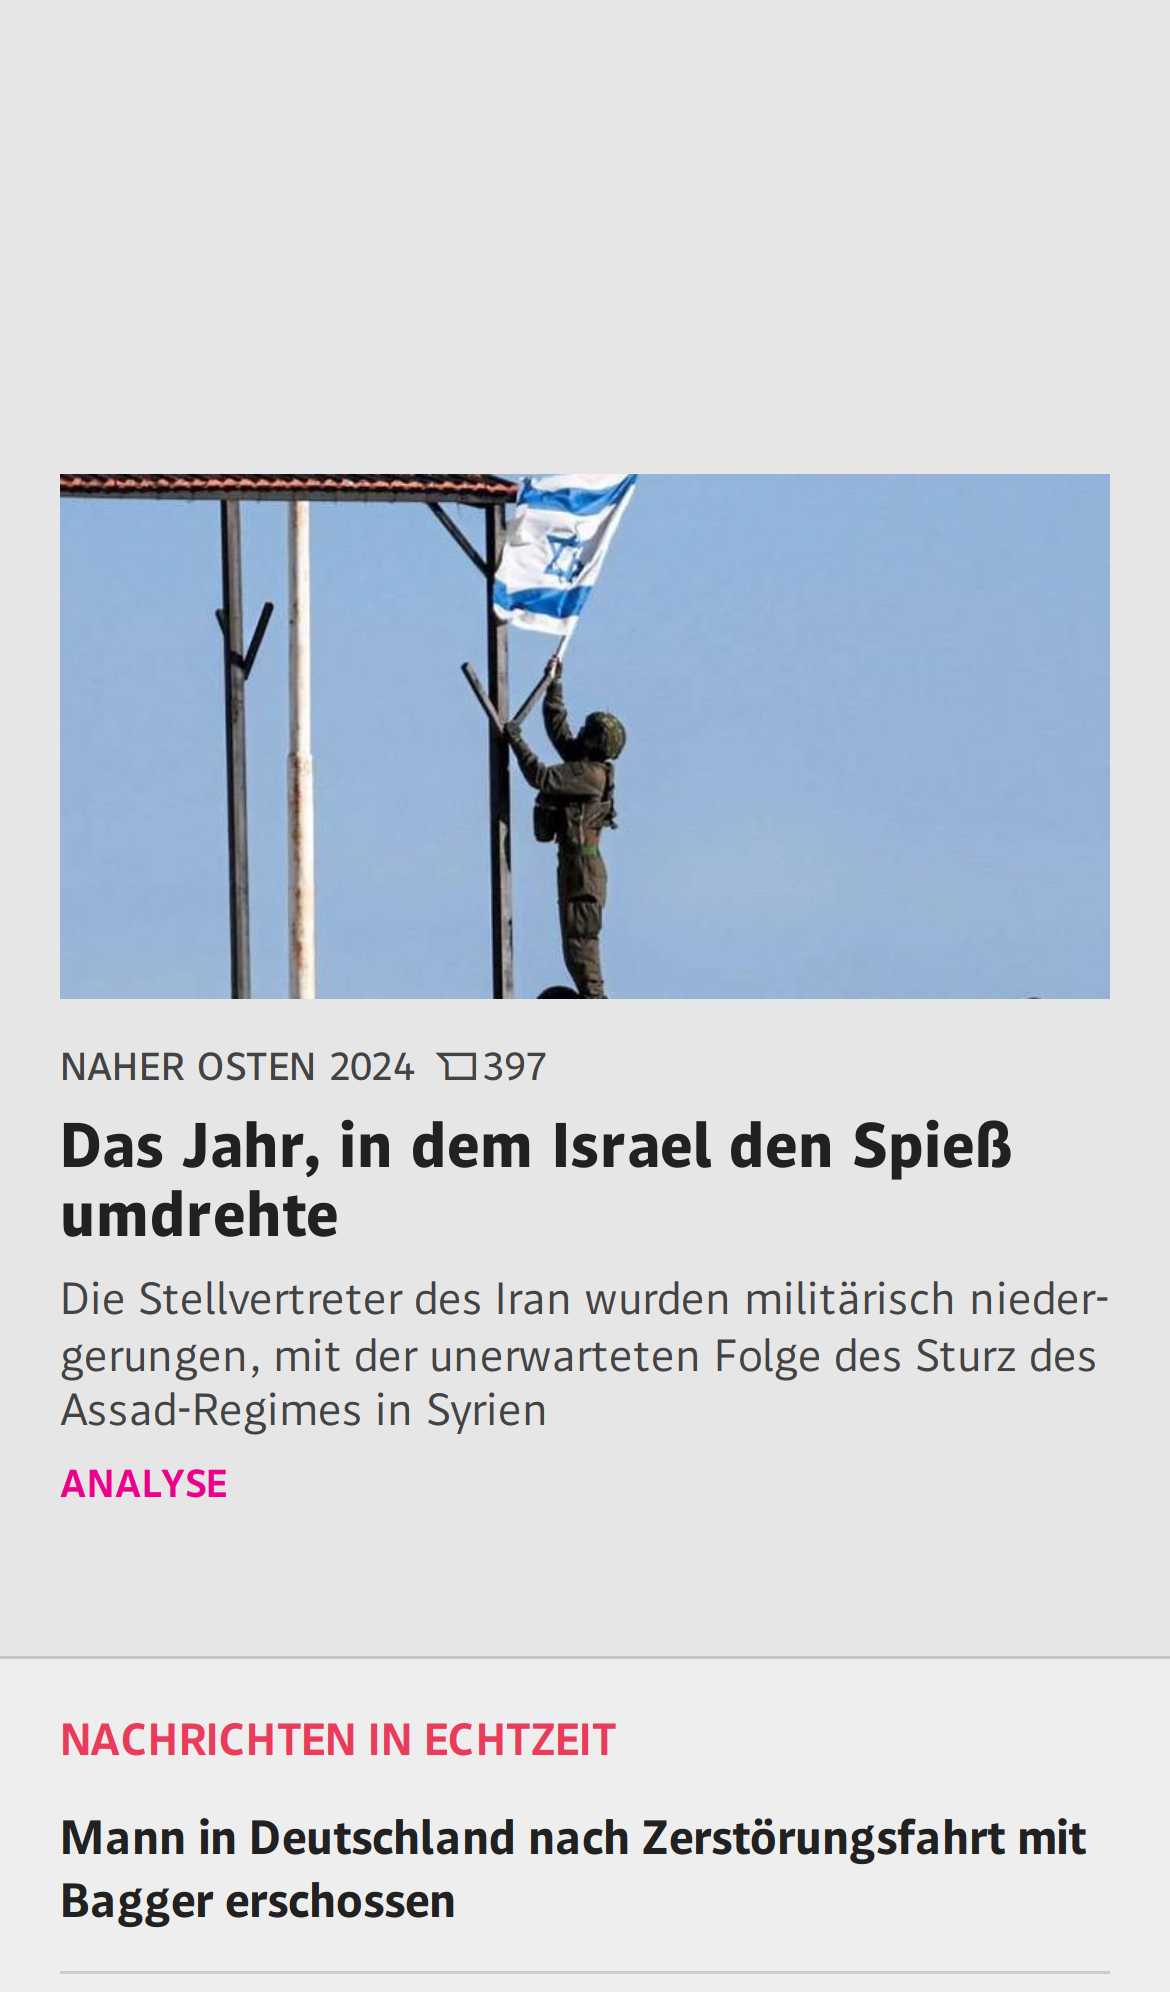 NAHER OSTEN 2024 397
Das Jahr, in dem Israel den Spieß
umdrehte
Die Stellvertreter des Iran wurden militärisch nieder-
gerungen, mit der unerwarteten Folge des Sturz des
Assad-Regimes in Syrien
ANALYSE
NACHRICHTEN IN ECHTZEIT
Mann in Deutschland nach Zerstörungsfahrt mit
Bagger erschossen